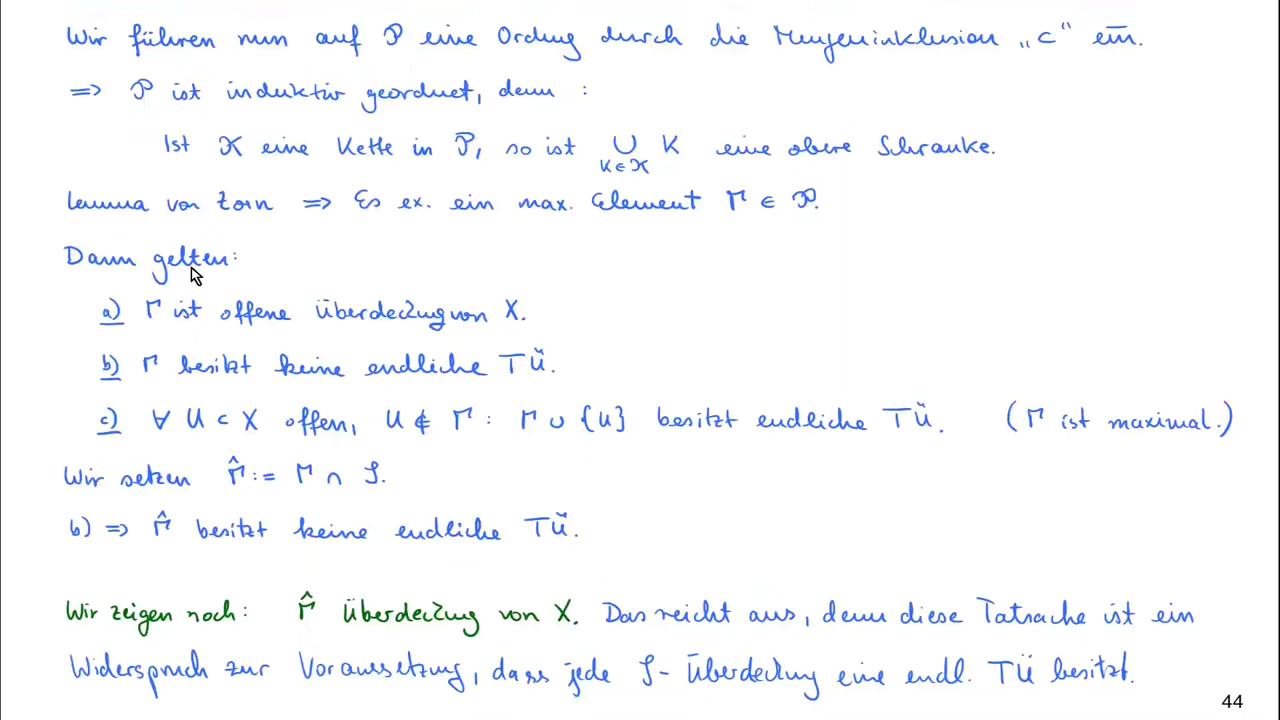 Wir führen nun auf 𝒫 eine Ordnung durch die Mengeninklusion „⊂" ein.
⇒ 𝒫 ist induktiv geordnet, denn :
Ist 𝒦 eine Kette in 𝒫, so ist ⋃_{K∈𝒦} K eine obere Schranke.
Lemma von Zorn ⇒ Es ex. ein max. Element Γ ∈ 𝒫.
Dann gelten:
a) Γ ist offene Überdeckung von X.
b) Γ besitzt keine endliche TÜ.
c) ∀ U ⊂ X offen, U ∉ Γ : Γ ∪ {U} besitzt endliche TÜ. (Γ ist maximal.)
Wir setzen Γ̂ := Γ ∩ S.
b) ⇒ Γ̂ besitzt keine endliche TÜ.
Wir zeigen noch: Γ̂ Überdeckung von X. Das reicht aus, denn diese Tatsache ist ein
Widerspruch zur Voraussetzung, dass jede S-Überdeckung eine endl. TÜ besitzt.
44